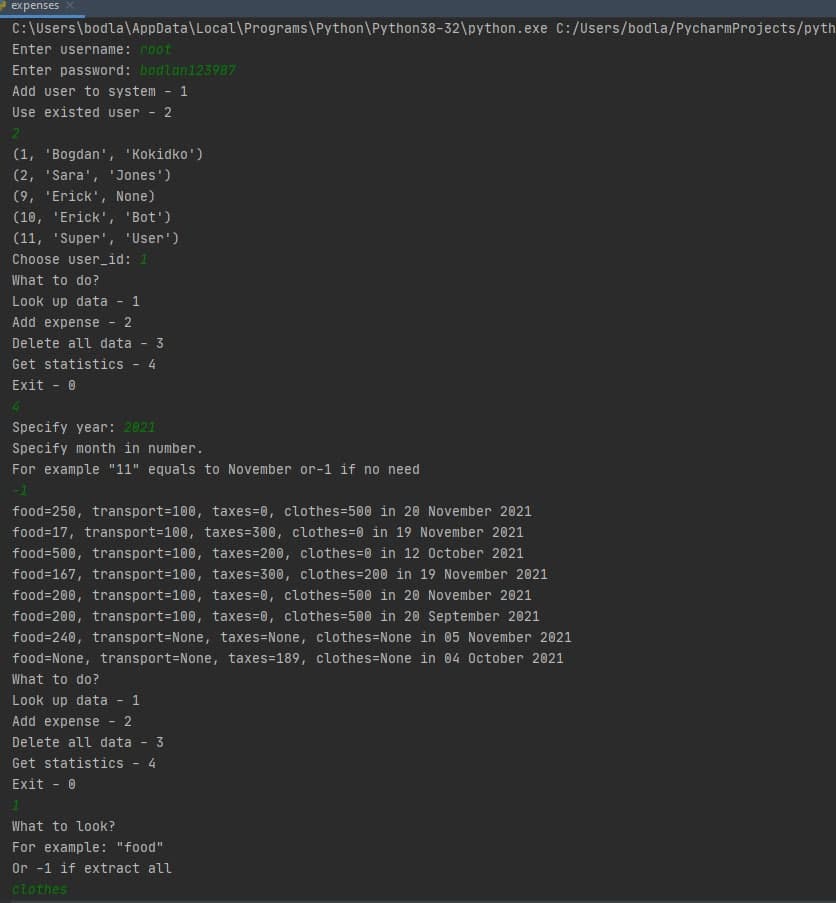 expenses
C:\Users\bodla\AppData\Local\Programs\Python\Python38-32\python.exe C:/Users/bodla/PycharmProjects/pyth
Enter username: root
Enter password: bodlan123987
Add user to system - 1
Use existed user - 2
2
(1, 'Bogdan', 'Kokidko')
(2, 'Sara', 'Jones')
(9, 'Erick', None)
(10, 'Erick', 'Bot')
(11, 'Super', 'User')
Choose user_id: 1
What to do?
Look up data - 1
Add expense - 2
Delete all data - 3
Get statistics - 4
Exit - 0
4
Specify year: 2021
Specify month in number.
For example "11" equals to November or-1 if no need
-1
food=250, transport=100, taxes=0, clothes=500 in 20 November 2021
food=17, transport=100, taxes=300, clothes=0 in 19 November 2021
food=500, transport=100, taxes=200, clothes=0 in 12 October 2021
food=167, transport=100, taxes=300, clothes=200 in 19 November 2021
food=200, transport=100, taxes=0, clothes=500 in 20 November 2021
food=200, transport=100, taxes=0, clothes=500 in 20 September 2021
food=240, transport=None, taxes=None, clothes=None in 05 November 2021
food=None, transport=None, taxes=189, clothes=None in 04 October 2021
What to do?
Look up data - 1
Add expense - 2
Delete all data - 3
Get statistics - 4
Exit - 0
1
What to look?
For example: "food"
Or -1 if extract all
clothes